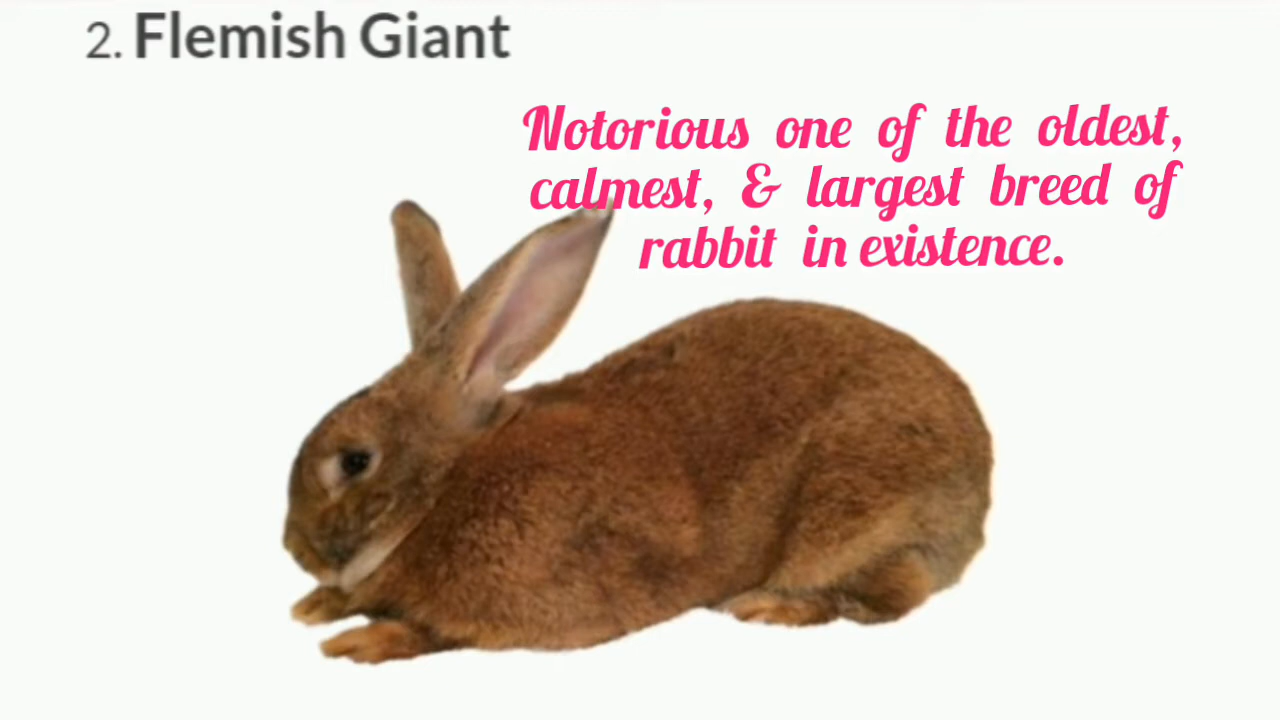 2. Flemish Giant
Notorious one of the oldest,
calmest, & largest breed of
rabbit in existence.